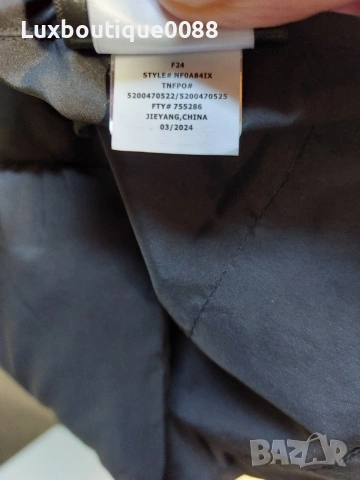 Luxboutique0088
F24
STYLE# NF0A84IX
TNFPO#
5200470522/5200470525
FTY# 755286
JIEYANG,CHINA
03/2024
BAZAR